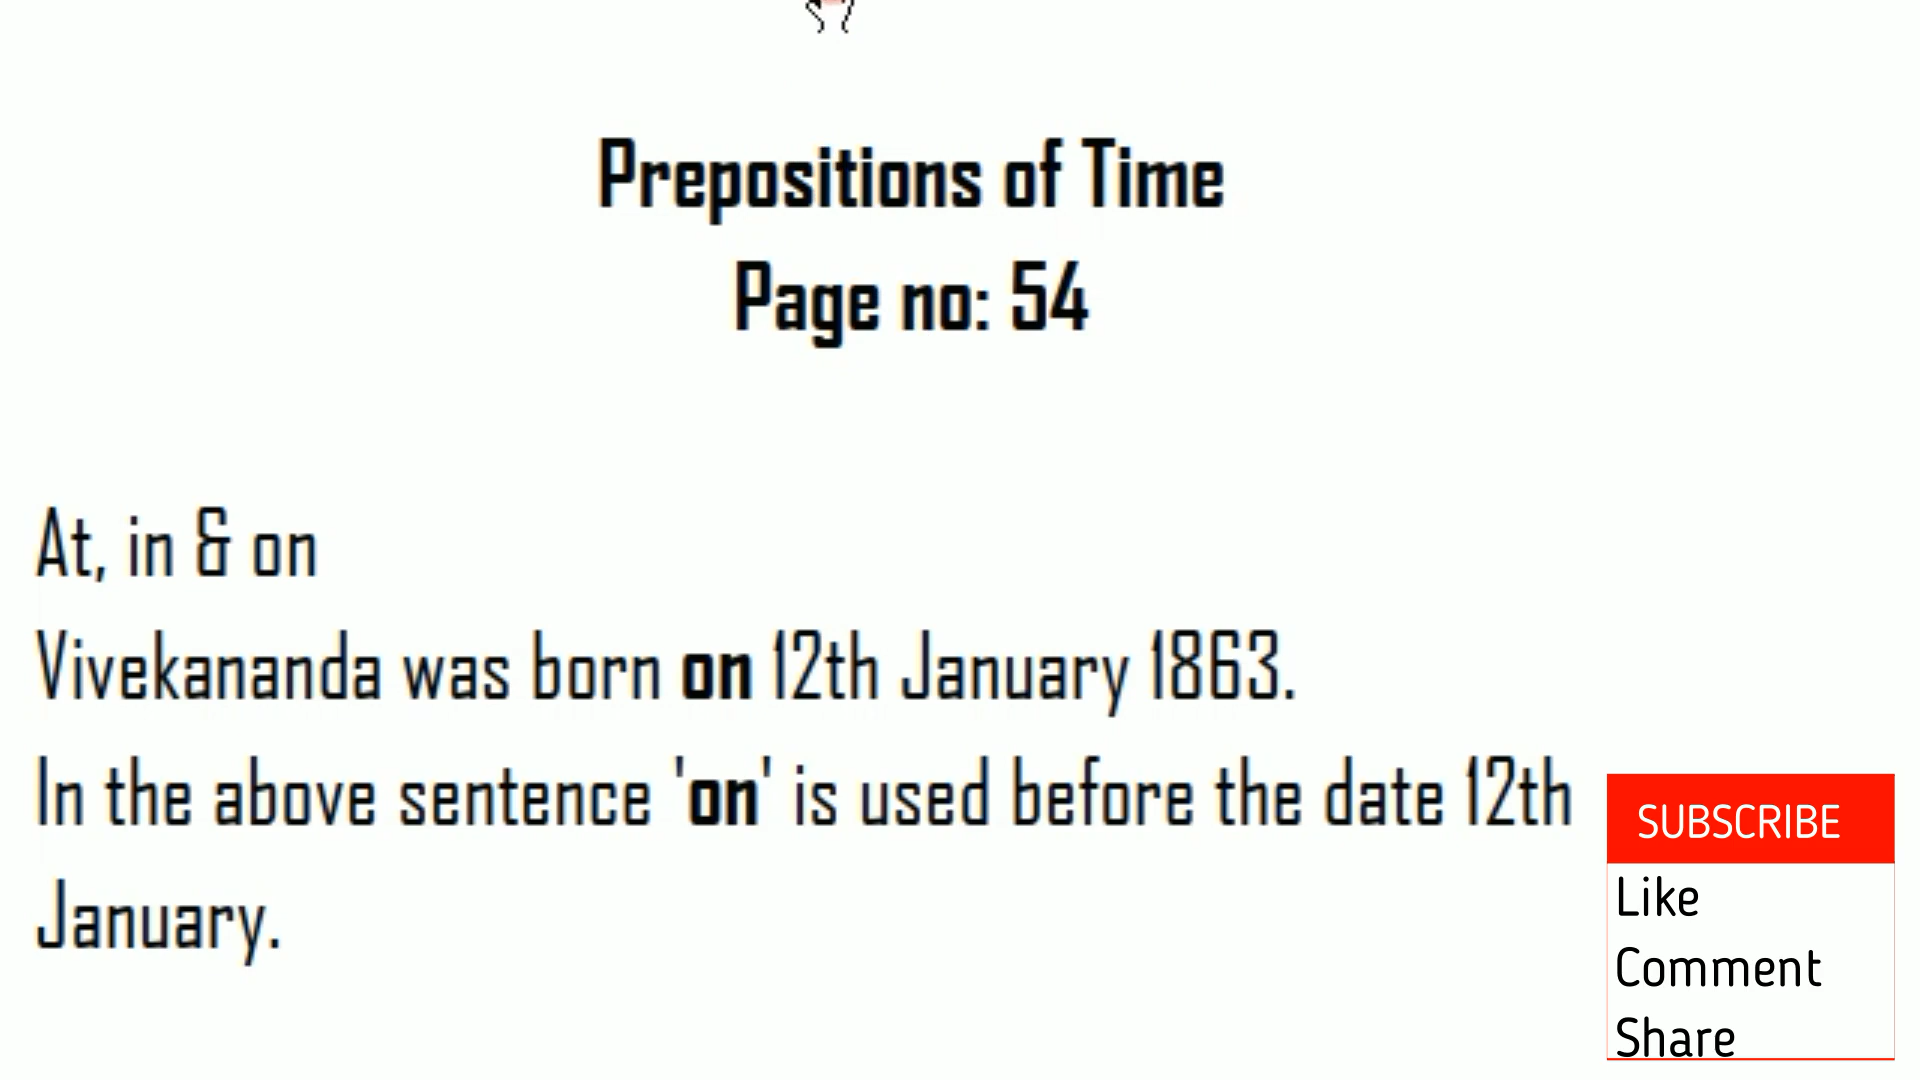 Prepositions of Time
Page no: 54
At, in & on
Vivekananda was born on 12th January 1863.
In the above sentence 'on' is used before the date 12th
January.
SUBSCRIBE
Like
Comment
Share